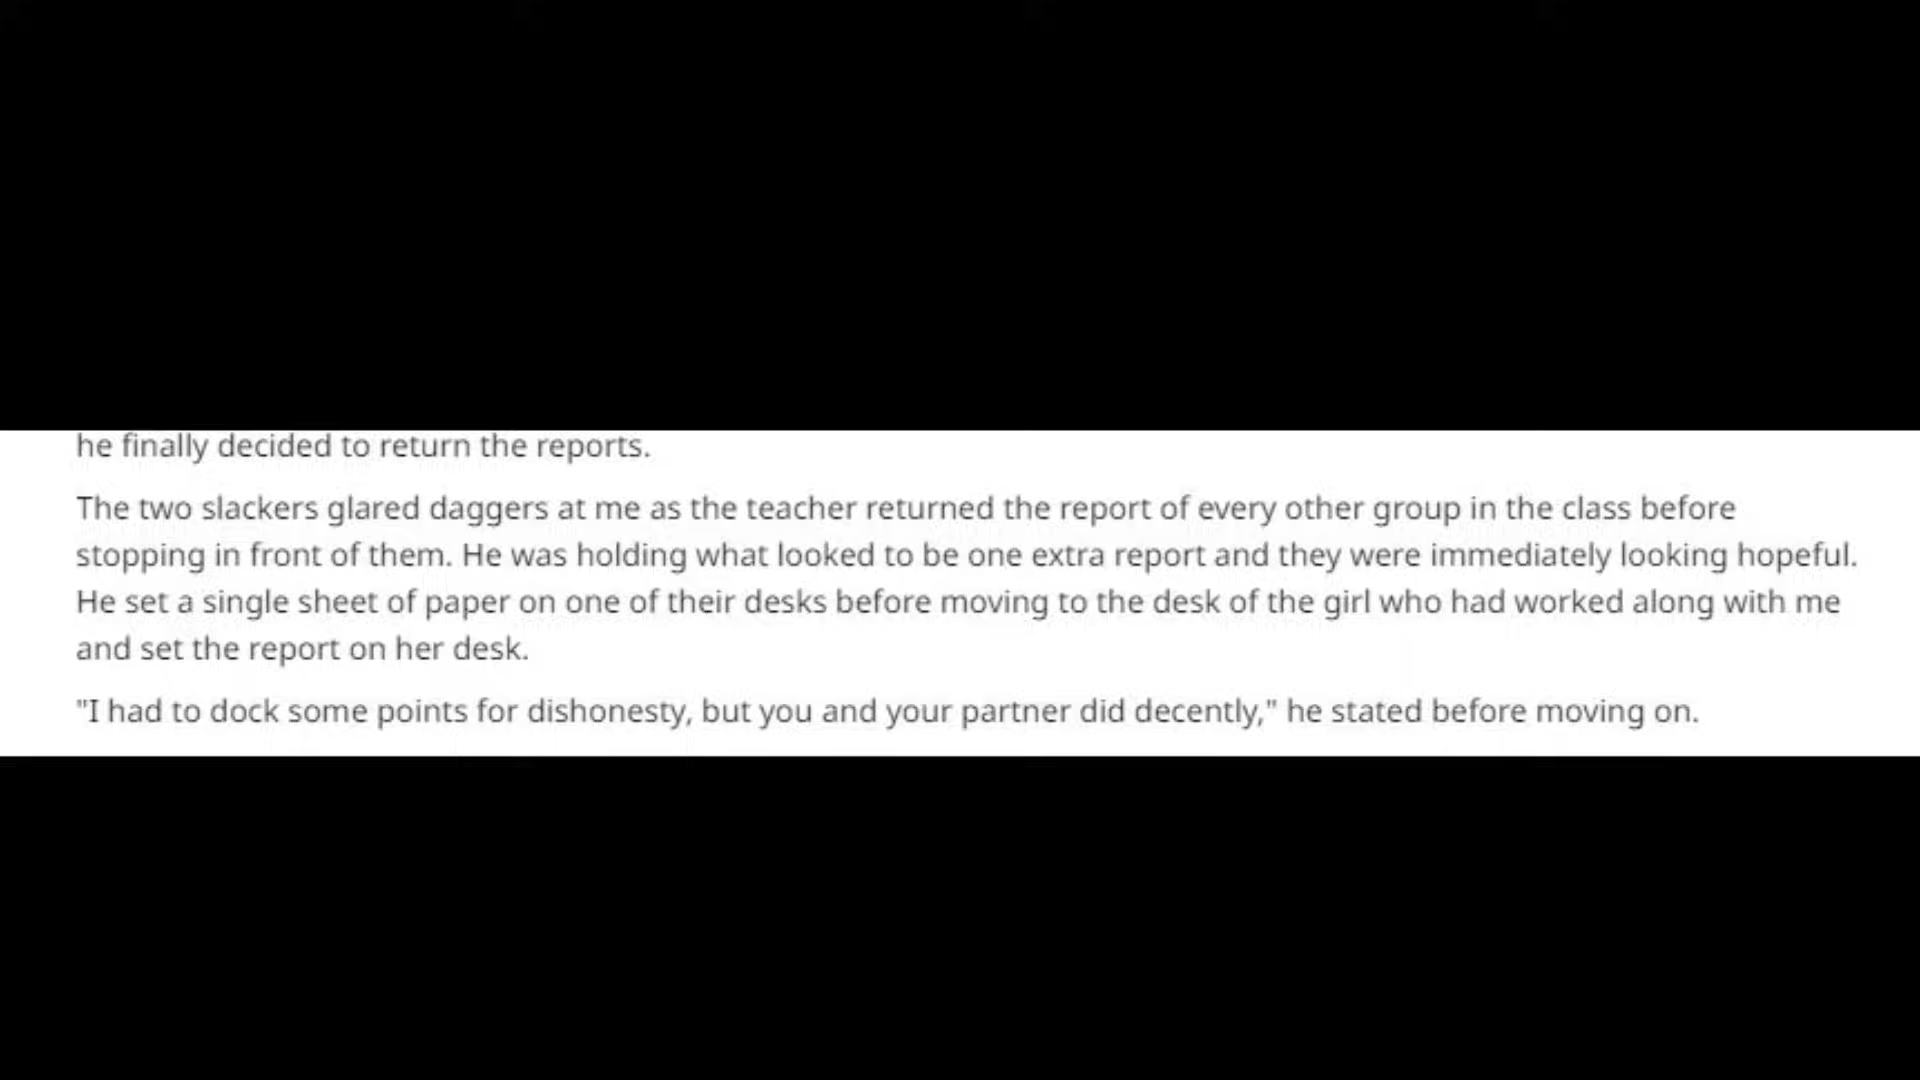 he finally decided to return the reports.
The two slackers glared daggers at me as the teacher returned the report of every other group in the class before
stopping in front of them. He was holding what looked to be one extra report and they were immediately looking hopeful.
He set a single sheet of paper on one of their desks before moving to the desk of the girl who had worked along with me
and set the report on her desk.
"I had to dock some points for dishonesty, but you and your partner did decently," he stated before moving on.